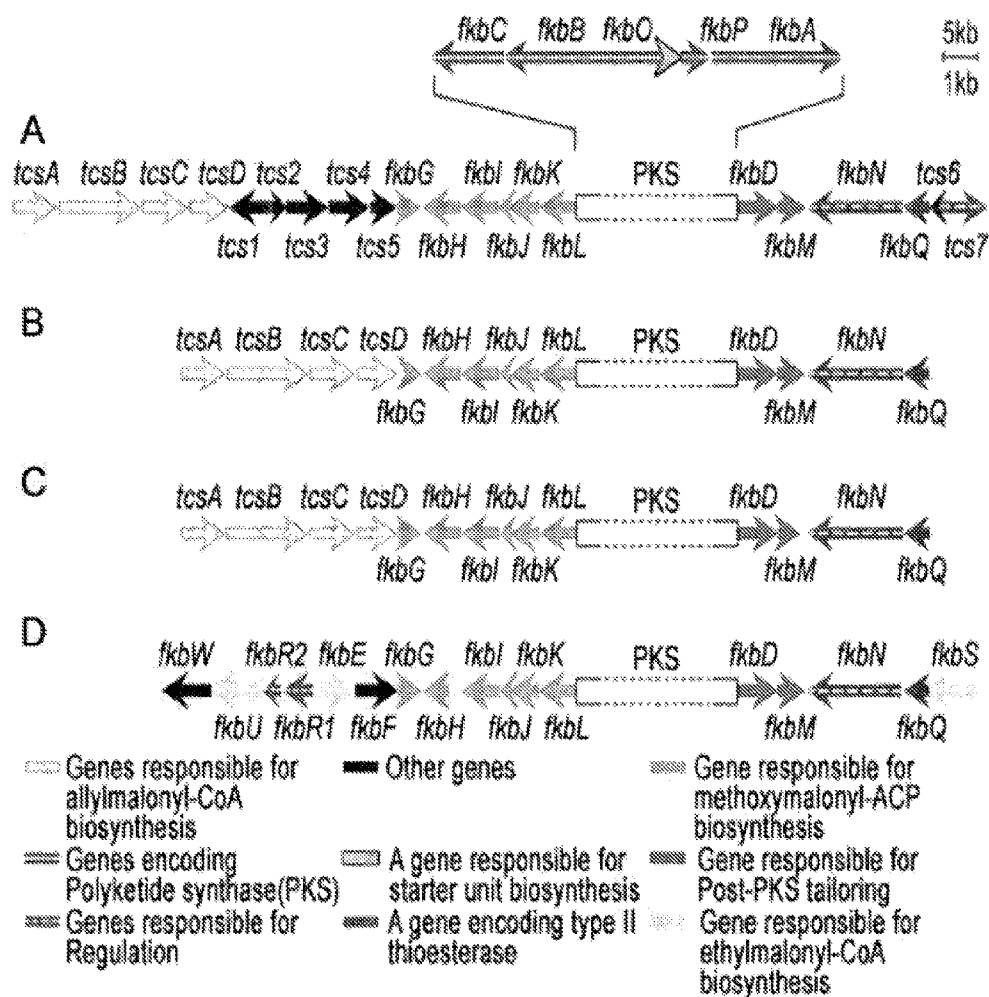 fkbC fkbB fkbO fkbP fkbA 5kb
1kb
A
tcsA tcsB tcsC tcsD tcs2 tcs4 fkbG fkbI fkbK PKS fkbD fkbN tcs6
tcs1 tcs3 tcs5 fkbH fkbJ fkbL fkbM fkbQ tcs7
B
tcsA tcsB tcsC tcsD fkbH fkbJ fkbL PKS fkbD fkbN
fkbG fkbI fkbK fkbM fkbQ
C
tcsA tcsB tcsC tcsD fkbH fkbJ fkbL PKS fkbD fkbN
fkbG fkbI fkbK fkbM fkbQ
D
fkbW fkbR2 fkbE fkbG fkbI fkbK PKS fkbD fkbN fkbS
fkbU fkbR1 fkbF fkbH fkbJ fkbL fkbM fkbQ
Genes responsible for
allylmalonyl-CoA
biosynthesis
Other genes
Gene responsible for
methoxymalonyl-ACP
biosynthesis
Genes encoding
Polyketide synthase(PKS)
A gene responsible for
starter unit biosynthesis
Gene responsible for
Post-PKS tailoring
Genes responsible for
Regulation
A gene encoding type II
thioesterase
Gene responsible for
ethylmalonyl-CoA
biosynthesis